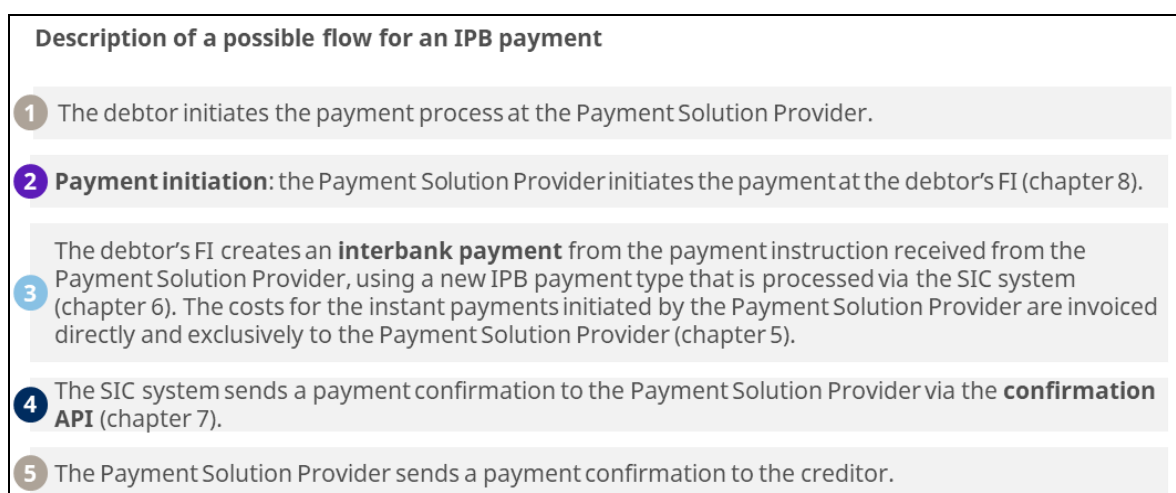 Description of a possible flow for an IPB payment
1 The debtor initiates the payment process at the Payment Solution Provider.
2 Payment initiation: the Payment Solution Provider initiates the payment at the debtor’s FI (chapter 8).
The debtor’s FI creates an interbank payment from the payment instruction received from the
Payment Solution Provider, using a new IPB payment type that is processed via the SIC system
3 (chapter 6). The costs for the instant payments initiated by the Payment Solution Provider are invoiced
directly and exclusively to the Payment Solution Provider (chapter 5).
4 The SIC system sends a payment confirmation to the Payment Solution Provider via the confirmation
API (chapter 7).
5 The Payment Solution Provider sends a payment confirmation to the creditor.